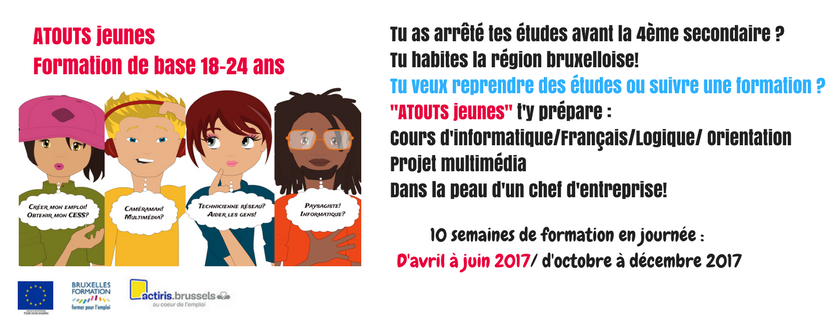 ATOUTS jeunes
Formation de base 18-24 ans
Créer mon emploi!
Obtenir mon CESS?
Caméraman!
Multimédia?
Technicienne réseau?
Aider les gens!
Paysagiste!
Informatique?
BRUXELLES
FORMATION
former pour l'emploi
actiris.brussels
au coeur de l'emploi
Tu as arrêté tes études avant la 4ème secondaire ?
Tu habites la région bruxelloise!
Tu veux reprendre des études ou suivre une formation ?
"ATOUTS jeunes" t'y prépare :
Cours d'informatique/Français/Logique/ Orientation
Projet multimédia
Dans la peau d'un chef d'entreprise!
10 semaines de formation en journée :
D'avril à juin 2017/ d'octobre à décembre 2017